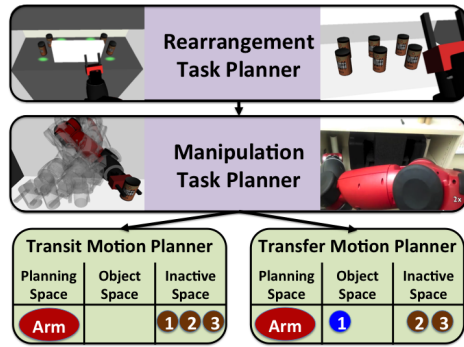 Rearrangement
Task Planner
Manipulation
Task Planner
2x
Transit Motion Planner
Planning Space
Object Space
Inactive Space
Arm
1 2 3
Transfer Motion Planner
Planning Space
Object Space
Inactive Space
Arm
1
2 3